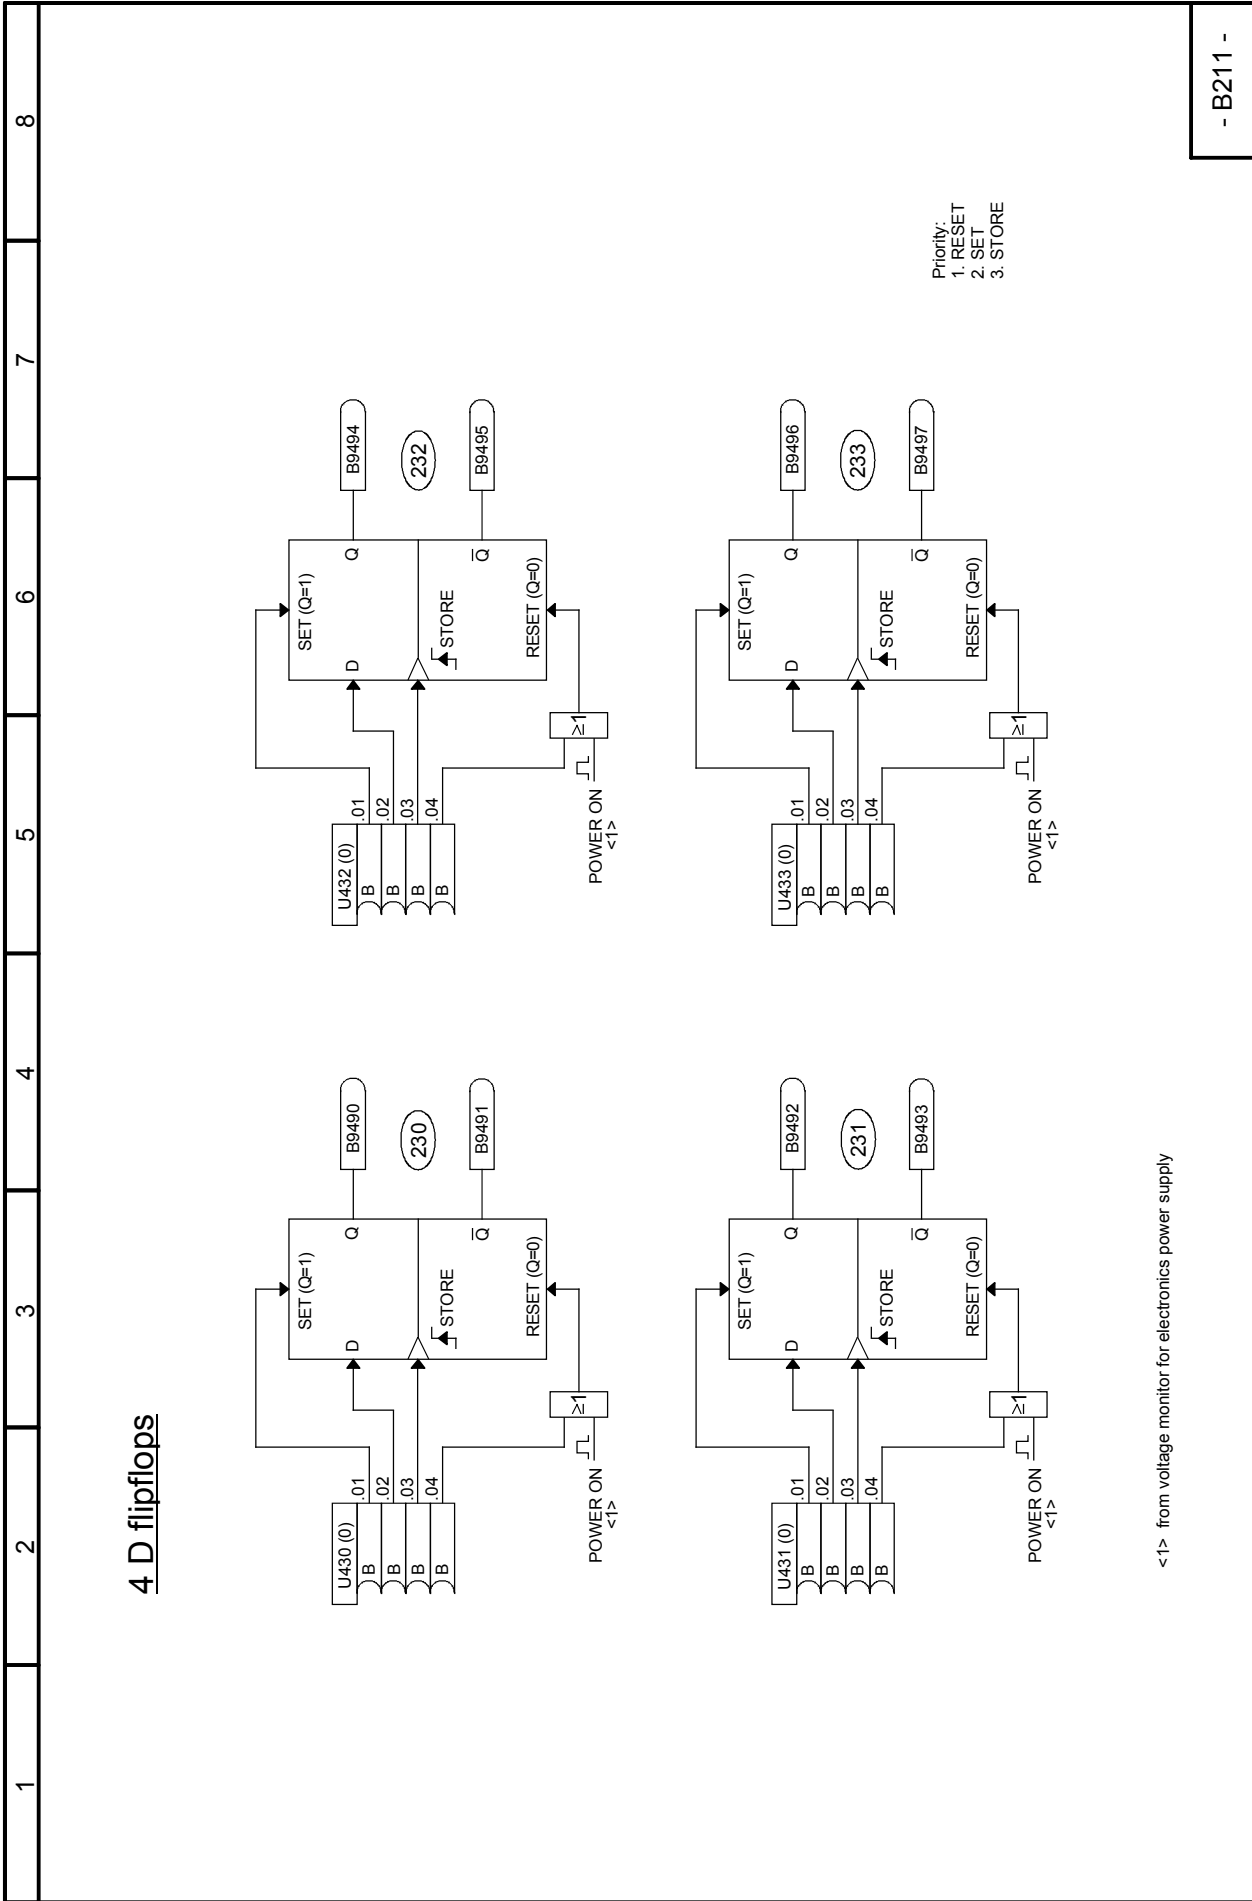 1
2
3
4
5
6
7
8
4 D flipflops
U430 (0)
B
.01
B
.02
B
.03
B
.04
POWER ON
<1>
≥1
SET (Q=1)
D
Q
STORE
Q̅
RESET (Q=0)
B9490
230
B9491
U432 (0)
B
.01
B
.02
B
.03
B
.04
POWER ON
<1>
≥1
SET (Q=1)
D
Q
STORE
Q̅
RESET (Q=0)
B9494
232
B9495
U431 (0)
B
.01
B
.02
B
.03
B
.04
POWER ON
<1>
≥1
SET (Q=1)
D
Q
STORE
Q̅
RESET (Q=0)
B9492
231
B9493
U433 (0)
B
.01
B
.02
B
.03
B
.04
POWER ON
<1>
≥1
SET (Q=1)
D
Q
STORE
Q̅
RESET (Q=0)
B9496
233
B9497
Priority:
1. RESET
2. SET
3. STORE
<1> from voltage monitor for electronics power supply
- B211 -